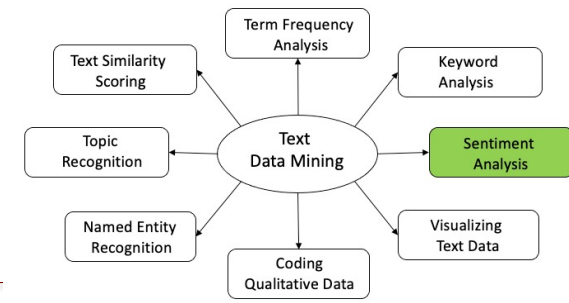 Term Frequency
Analysis
Text Similarity
Scoring
Keyword
Analysis
Topic
Recognition
Text
Data Mining
Sentiment
Analysis
Named Entity
Recognition
Visualizing
Text Data
Coding
Qualitative Data